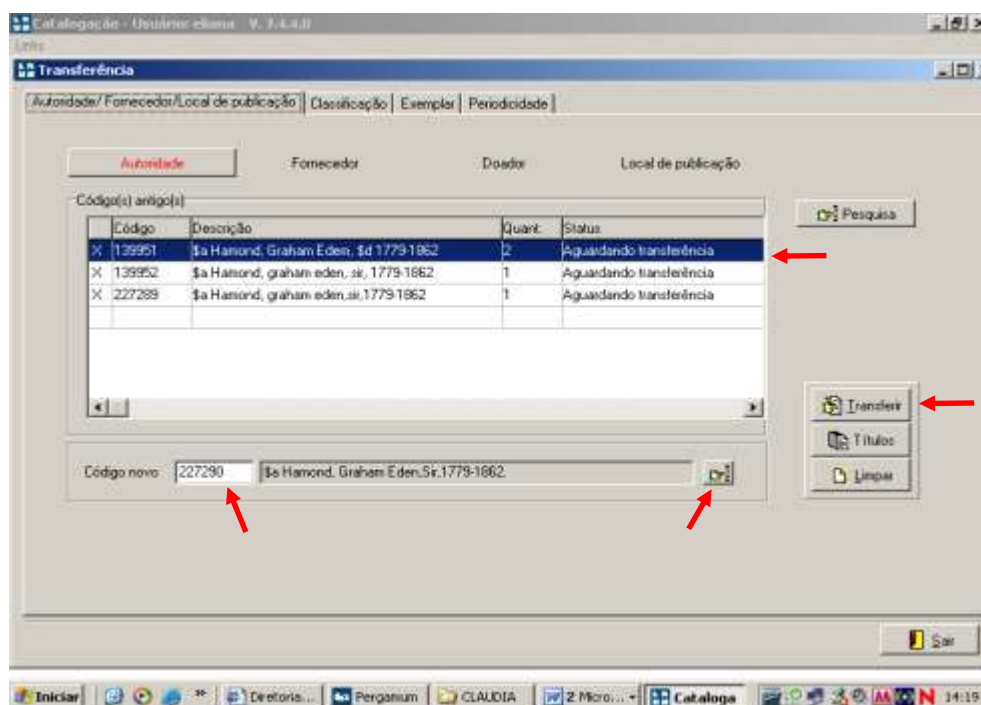 Catalogação - Usuário: eliana V. 7.4.4.0
Links
Transferência
Autoridade/ Fornecedor/Local de publicação Classificação Exemplar Periodicidade
Autoridade Fornecedor Doador Local de publicação
Código(s) antigo(s)
Pesquisa
Código Descrição Quant. Status
X 139951 $a Hamond, Graham Eden, $d 1779-1862 2 Aguardando transferência
X 139952 $a Hamond, graham eden, sir, 1779-1862 1 Aguardando transferência
X 227289 $a Hamond, graham eden,sir,1779-1862 1 Aguardando transferência
Transferir
Títulos
Código novo 227290 $a Hamond, Graham Eden,Sir,1779-1862.
Limpar
Sair
Iniciar Diretoria... Pergamum CLAUDIA 2 Micro... Cataloga 14:19